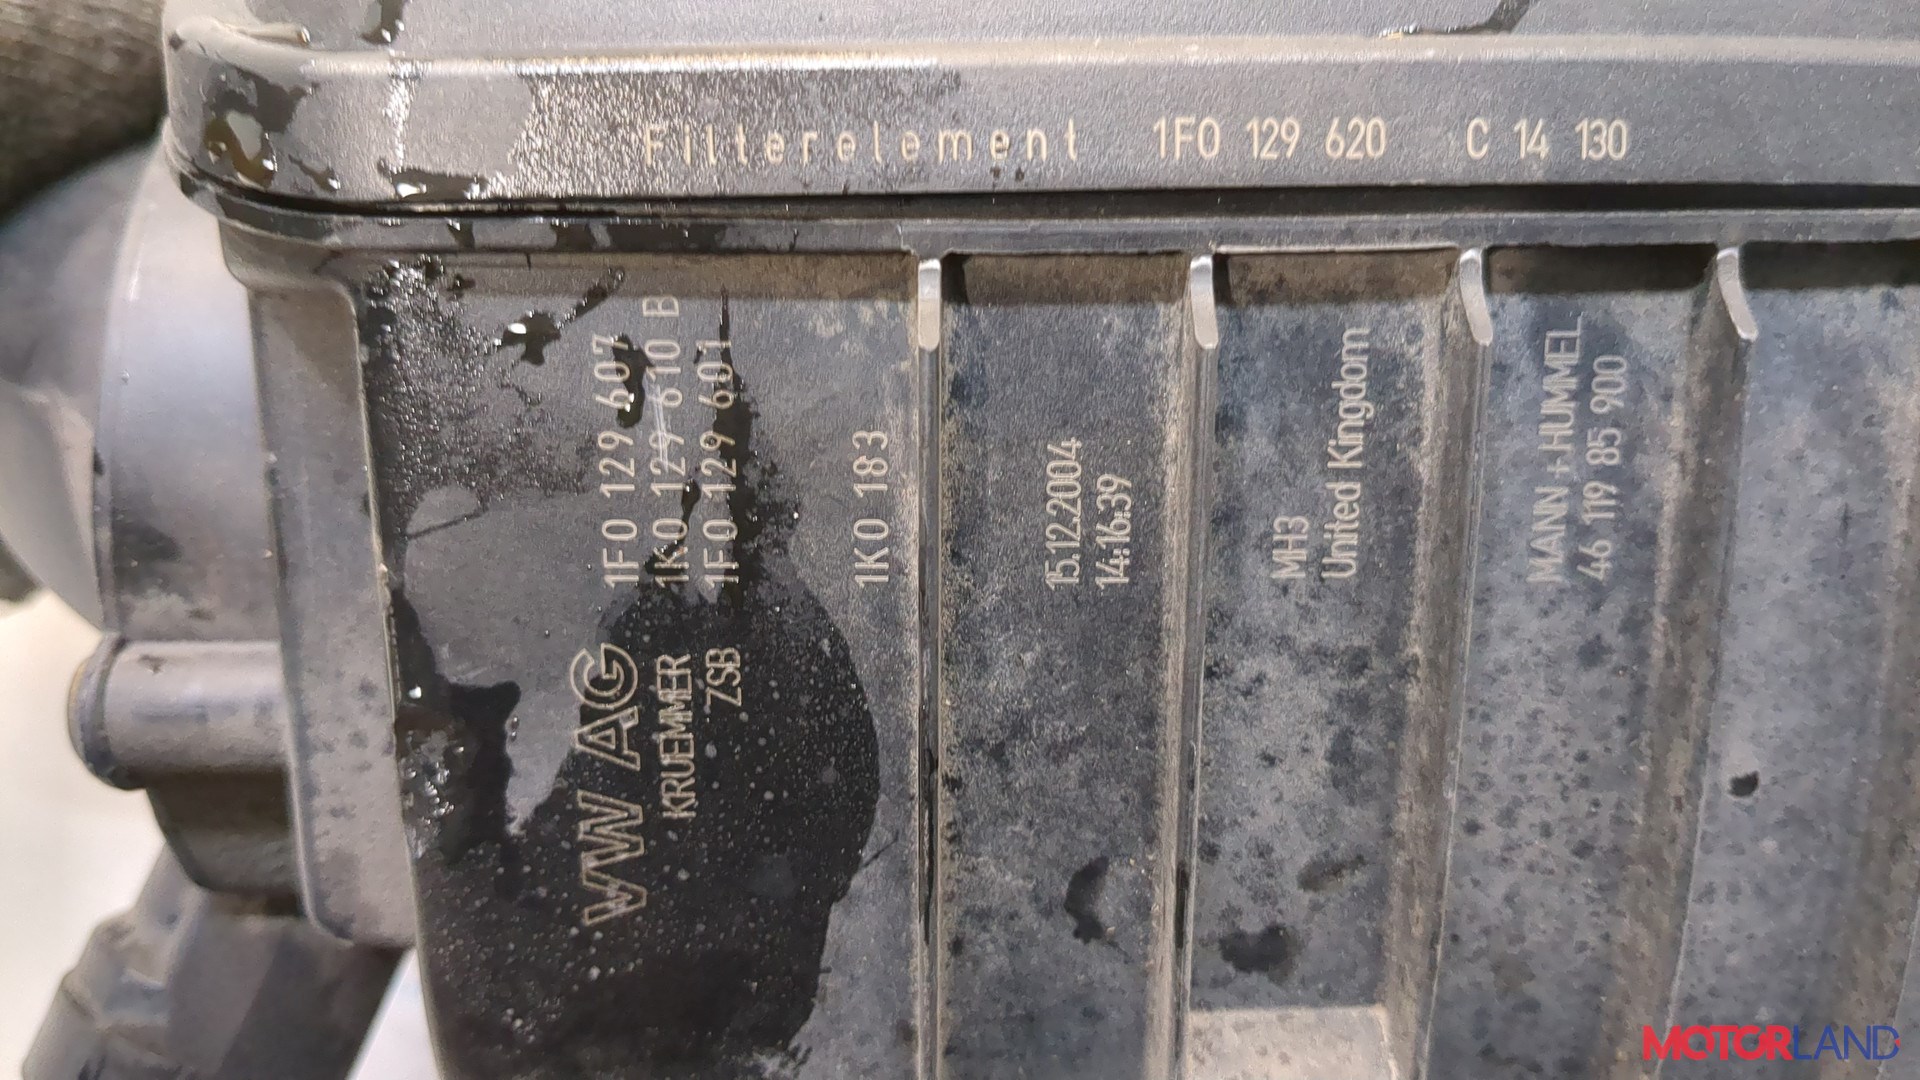 Filterelement 1F0 129 620 C 14 130
VW AG 1F0 129 607
KRUEMMER 1K0 129 610 B
ZSB 1F0 129 601
1K0 183
15.12.2004
14:16:39
MH3
United Kingdom
MANN+HUMMEL
46 119 85 900
MOTORLAND